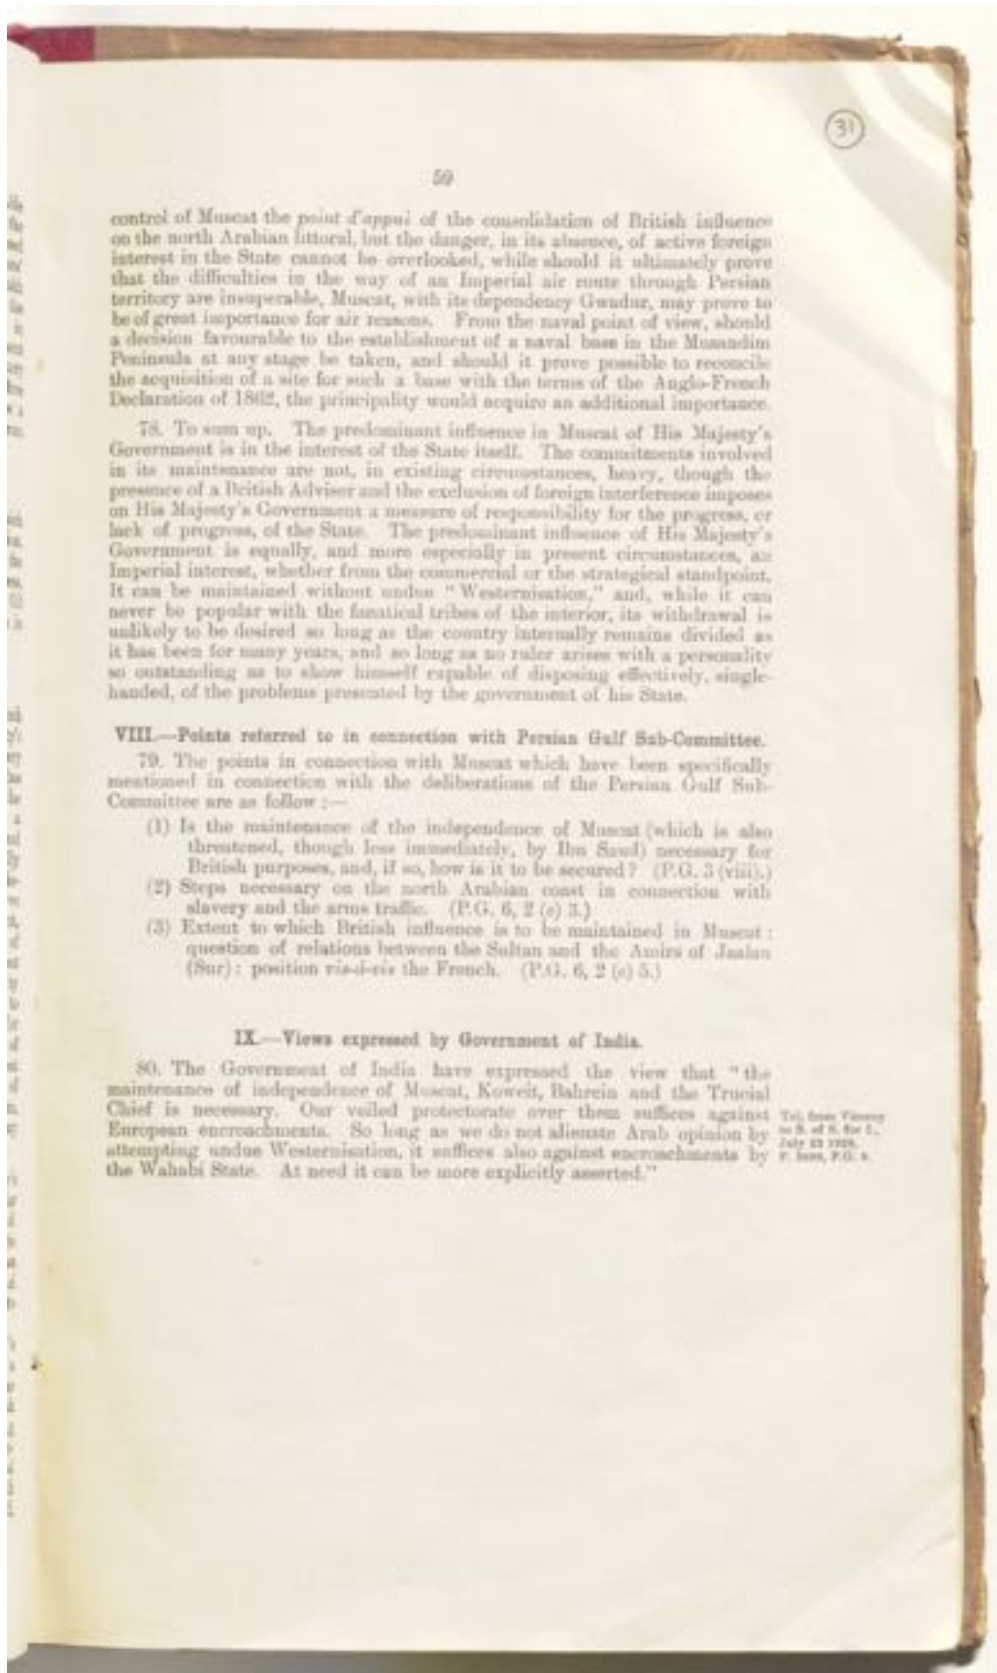 31
59
control of Muscat the point d'appui of the consolidation of British influence
on the north Arabian littoral, but the danger, in its absence, of active foreign
interest in the State cannot be overlooked, while should it ultimately prove
that the difficulties in the way of an Imperial air route through Persian
territory are insuperable, Muscat, with its dependency Gwadur, may prove to
be of great importance for air reasons. From the naval point of view, should
a decision favourable to the establishment of a naval base in the Musandim
Peninsula at any stage be taken, and should it prove possible to reconcile
the acquisition of a site for such a base with the terms of the Anglo-French
Declaration of 1862, the principality would acquire an additional importance.
78. To sum up. The predominant influence in Muscat of His Majesty's
Government is in the interest of the State itself. The commitments involved
in its maintenance are not, in existing circumstances, heavy, though the
presence of a British Adviser and the exclusion of foreign interference imposes
on His Majesty's Government a measure of responsibility for the progress, or
lack of progress, of the State. The predominant influence of His Majesty's
Government is equally, and more especially in present circumstances, an
Imperial interest, whether from the commercial or the strategical standpoint.
It can be maintained without undue "Westernisation," and, while it can
never be popular with the fanatical tribes of the interior, its withdrawal is
unlikely to be desired so long as the country internally remains divided as
it has been for many years, and so long as no ruler arises with a personality
so outstanding as to show himself capable of disposing effectively, single-
handed, of the problems presented by the government of his State.
VIII.—Points referred to in connection with Persian Gulf Sub-Committee.
79. The points in connection with Muscat which have been specifically
mentioned in connection with the deliberations of the Persian Gulf Sub-
Committee are as follow:—
(1) Is the maintenance of the independence of Muscat (which is also
threatened, though less immediately, by Ibn Saud) necessary for
British purposes, and, if so, how is it to be secured? (P.G. 3 (viii).)
(2) Steps necessary on the north Arabian coast in connection with
slavery and the arms traffic. (P.G. 6, 2 (e) 3.)
(3) Extent to which British influence is to be maintained in Muscat:
question of relations between the Sultan and the Amirs of Jaalan
(Sur): position vis-à-vis the French. (P.G. 6, 2 (e) 5.)
IX.—Views expressed by Government of India.
80. The Government of India have expressed the view that "the
maintenance of independence of Muscat, Koweit, Bahrein and the Trucial
Chief is necessary. Our veiled protectorate over them suffices against
European encroachments. So long as we do not alienate Arab opinion by
attempting undue Westernisation, it suffices also against encroachments by
the Wahabi State. At need it can be more explicitly asserted."
Tel. from Viceroy
to S. of S. for I.,
July 1928,
P. P.G.